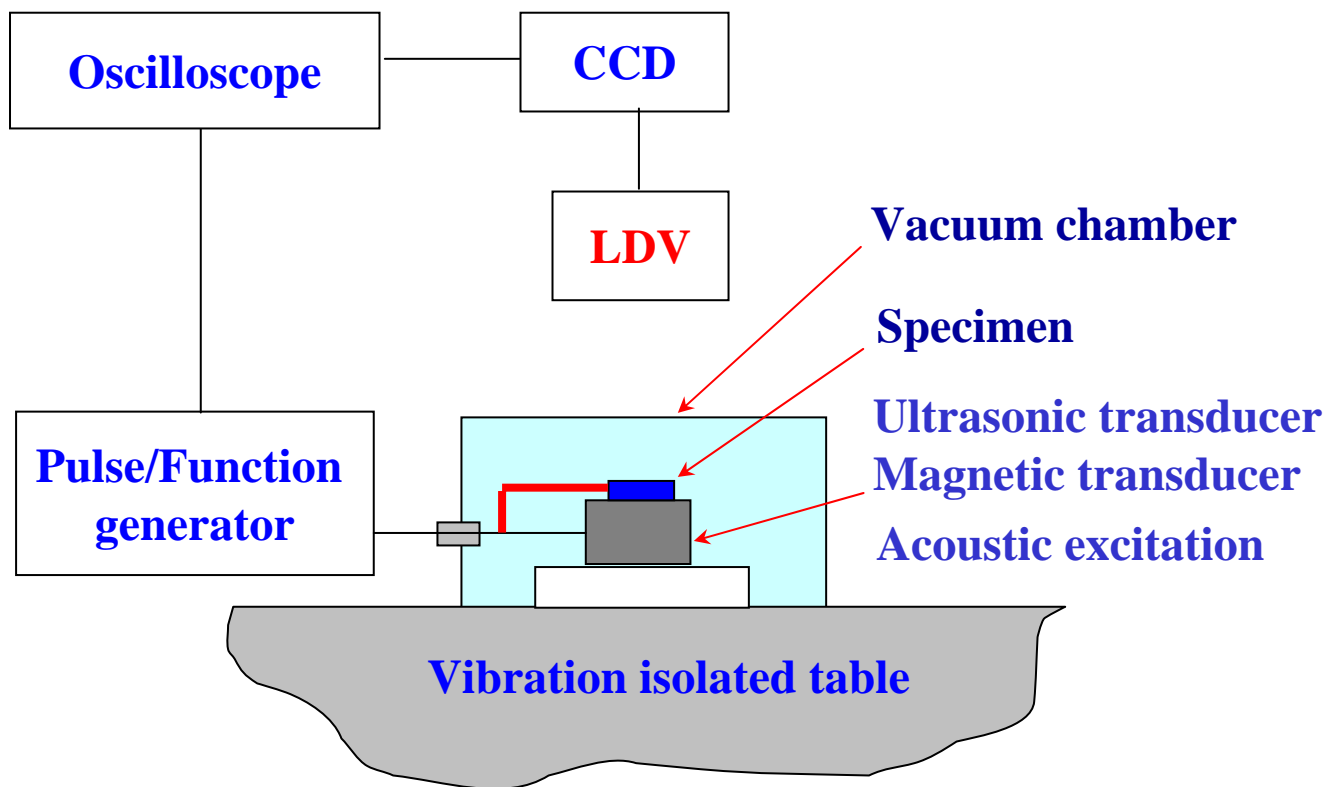 Oscilloscope
CCD
LDV
Vacuum chamber
Specimen
Ultrasonic transducer
Magnetic transducer
Acoustic excitation
Pulse/Function
generator
Vibration isolated table